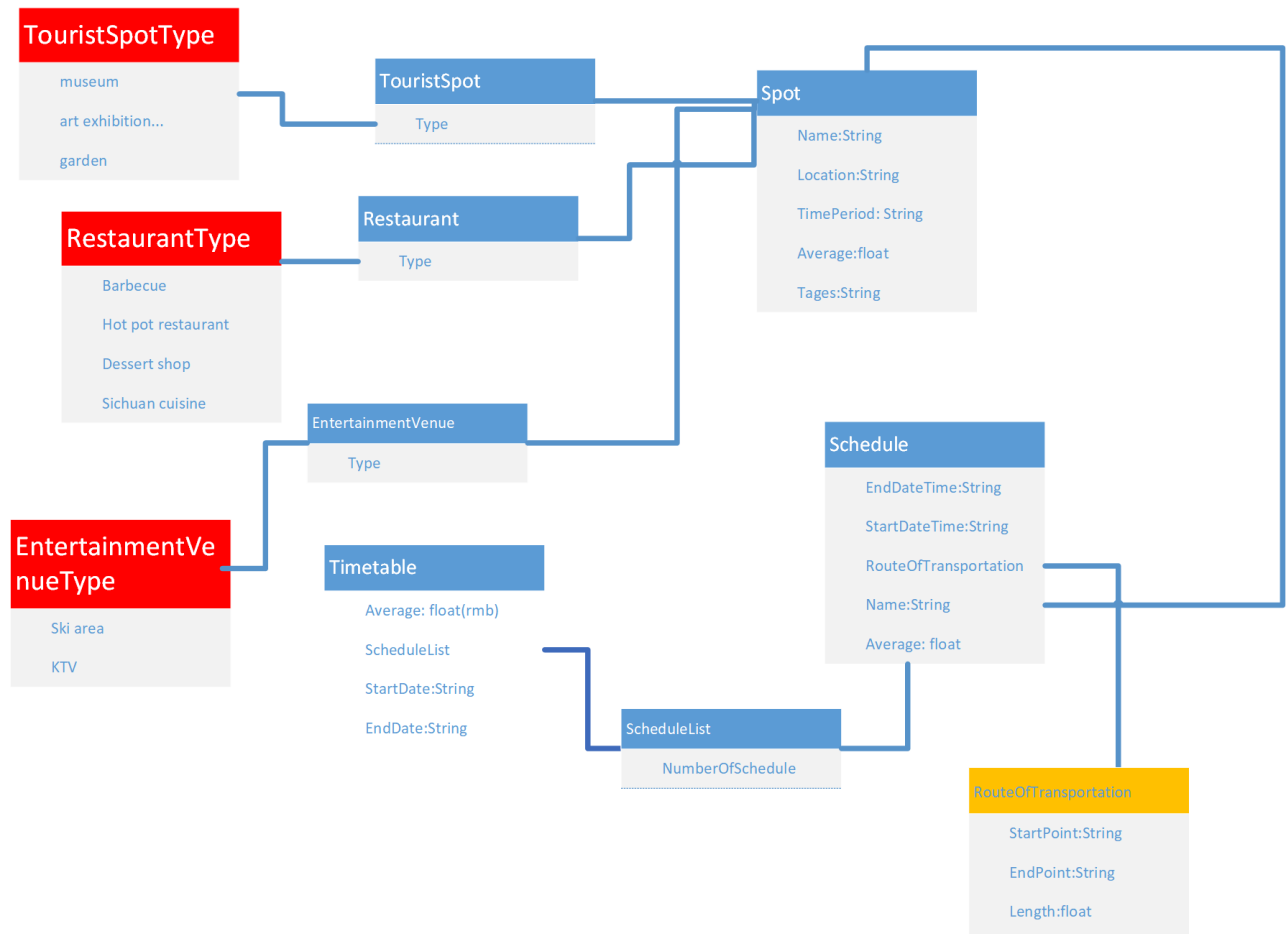 TouristSpotType
museum
art exhibition...
garden
TouristSpot
Type
Spot
Name:String
Location:String
TimePeriod: String
Average:float
Tages:String
RestaurantType
Barbecue
Hot pot restaurant
Dessert shop
Sichuan cuisine
Restaurant
Type
EntertainmentVenue
Type
EntertainmentVe
nueType
Ski area
KTV
Timetable
Average: float(rmb)
ScheduleList
StartDate:String
EndDate:String
Schedule
EndDateTime:String
StartDateTime:String
RouteOfTransportation
Name:String
Average: float
ScheduleList
NumberOfSchedule
RouteOfTransportation
StartPoint:String
EndPoint:String
Length:float